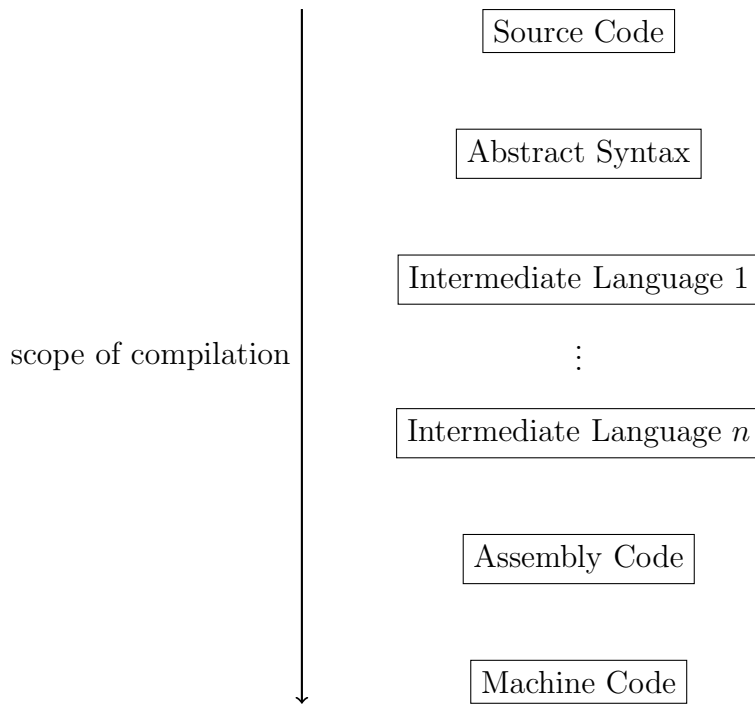 Source Code
Abstract Syntax
Intermediate Language 1
scope of compilation
⋮
Intermediate Language n
Assembly Code
Machine Code